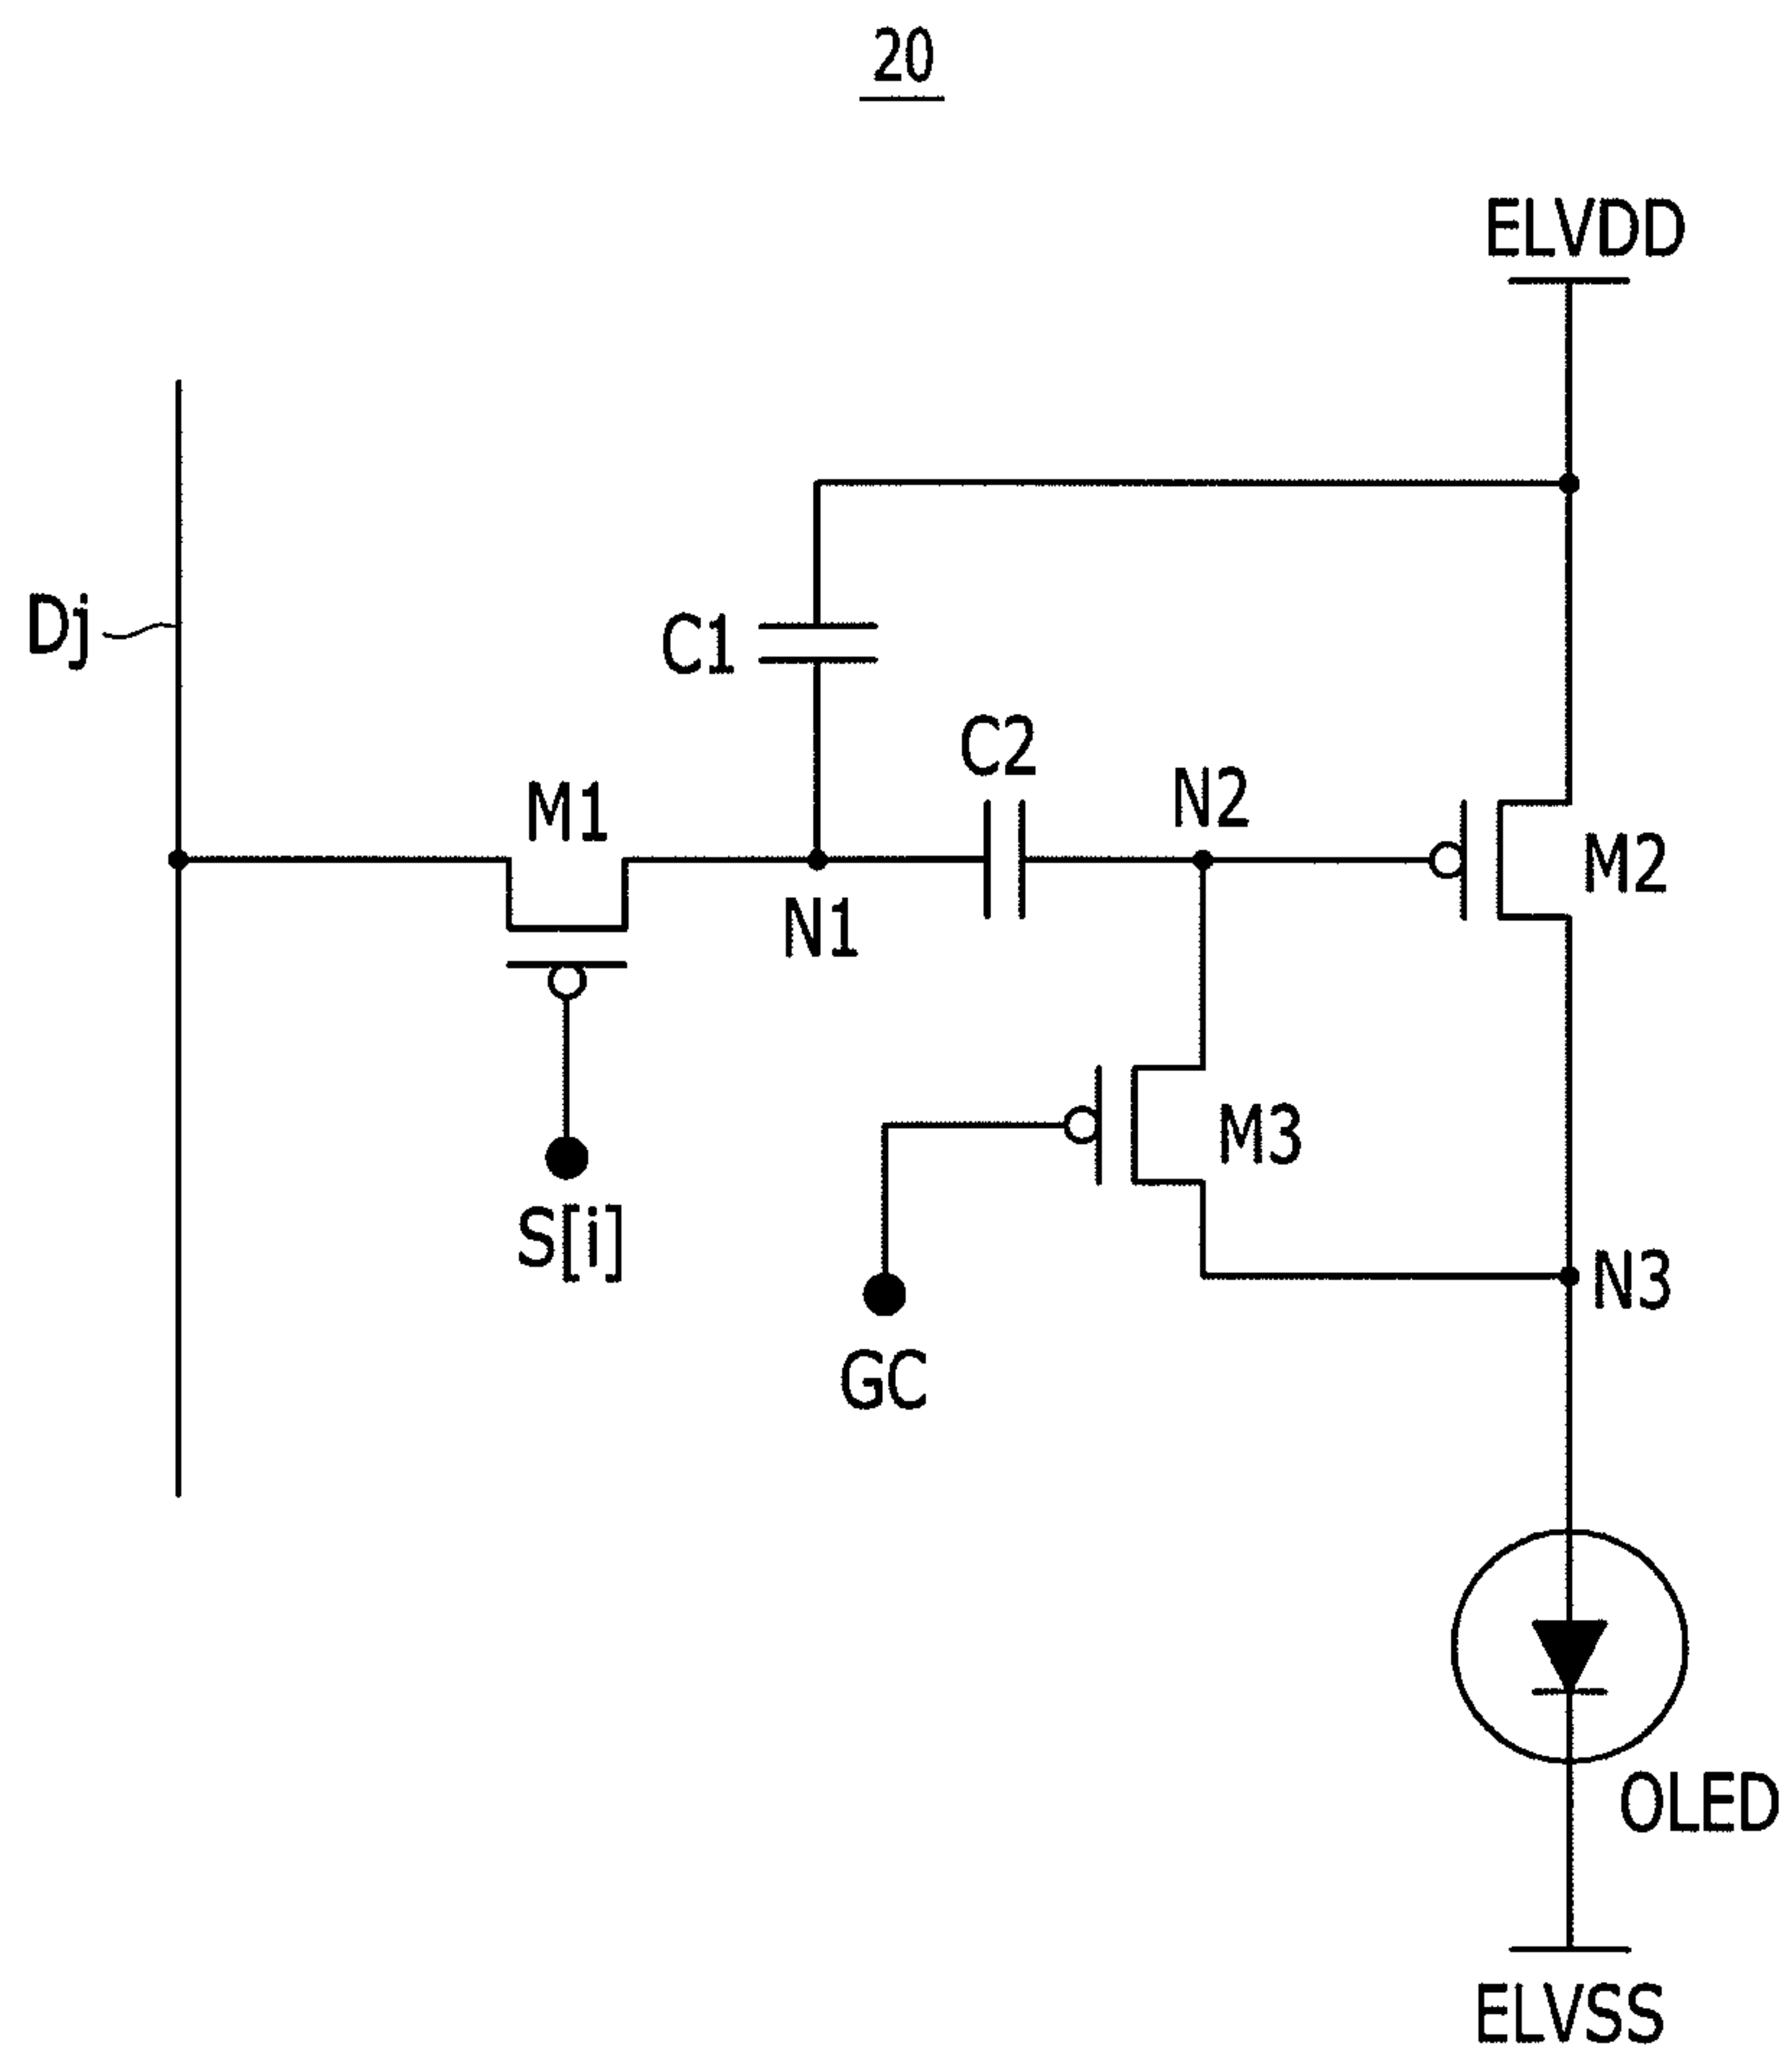 20
ELVDD
Dj
C1
C2
M1
N2
M2
N1
M3
S[i]
N3
GC
OLED
ELVSS